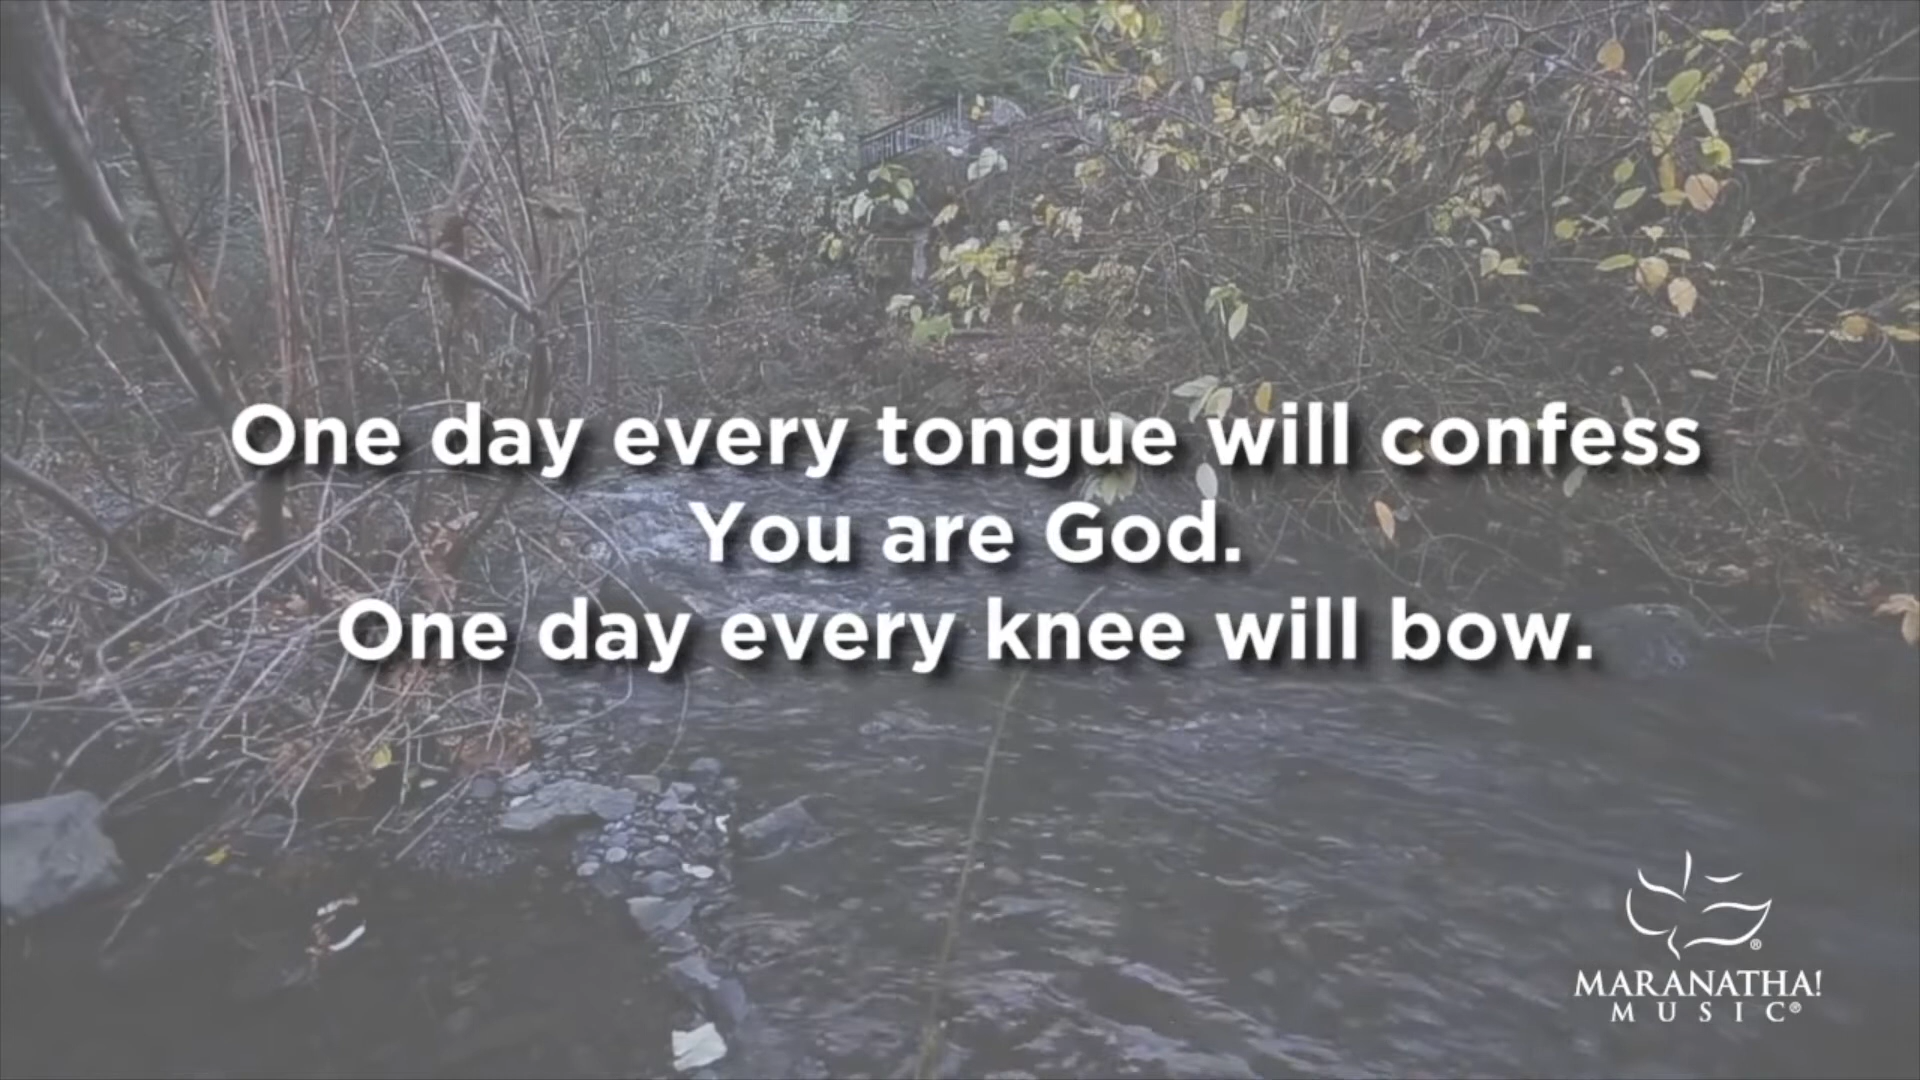 One day every tongue will confess
You are God.
One day every knee will bow.
®
MARANATHA!
MUSIC®